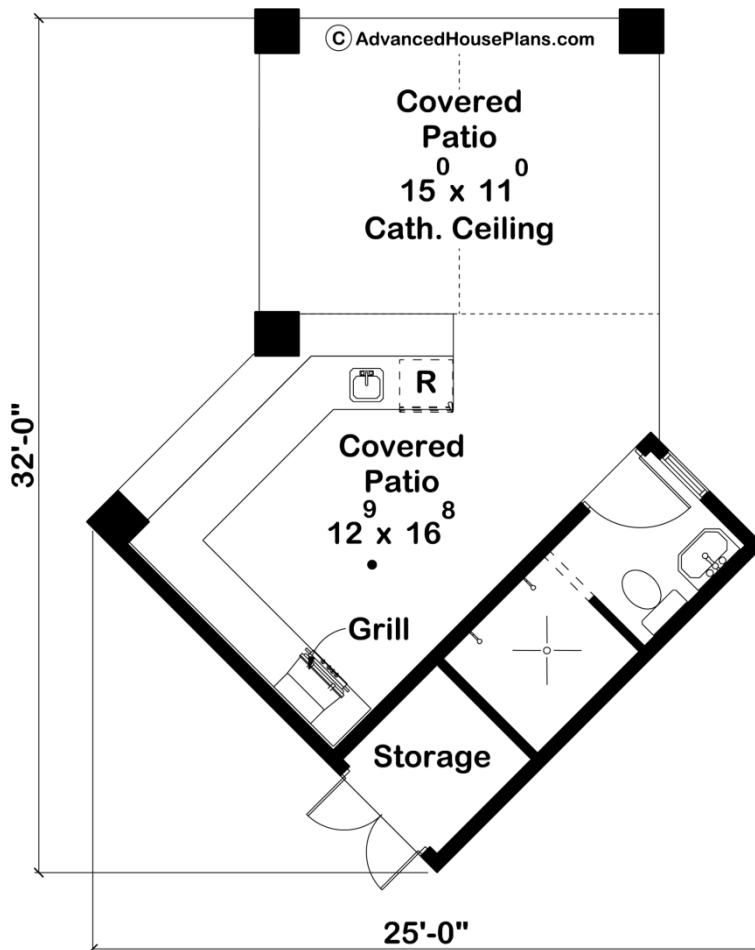 © AdvancedHousePlans.com
Covered
Patio
15⁰ x 11⁰
Cath. Ceiling
R
32'-0"
Covered
Patio
12⁹ x 16⁸
Grill
Storage
25'-0"